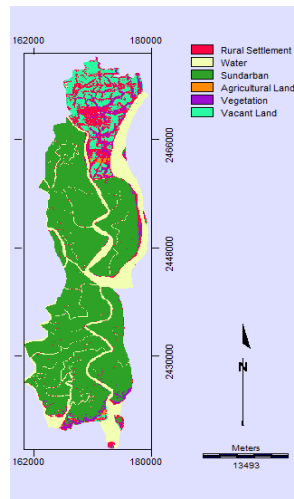 162000 180000
Rural Settlement
Water
Sundarban
Agricultural Land
Vegetation
Vacant Land
2466000
2448000
2430000
N
Meters
13493
162000 180000